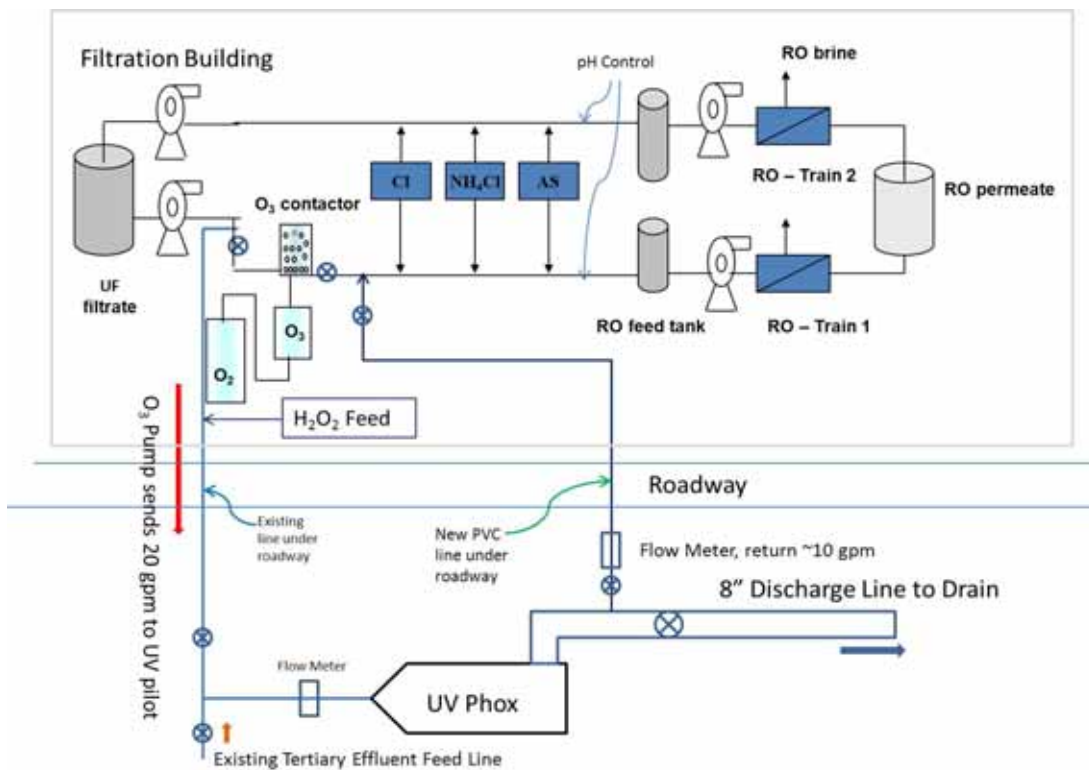 Filtration Building
pH Control
RO brine
Cl
NH₄Cl
AS
RO – Train 2
RO permeate
O₃ contactor
UF
filtrate
RO feed tank
RO – Train 1
O₃
O₂
H₂O₂ Feed
O₃ Pump sends 20 gpm to UV pilot
Roadway
Existing
line under
roadway
New PVC
line under
roadway
Flow Meter, return ~10 gpm
8” Discharge Line to Drain
Flow Meter
UV Phox
Existing Tertiary Effluent Feed Line